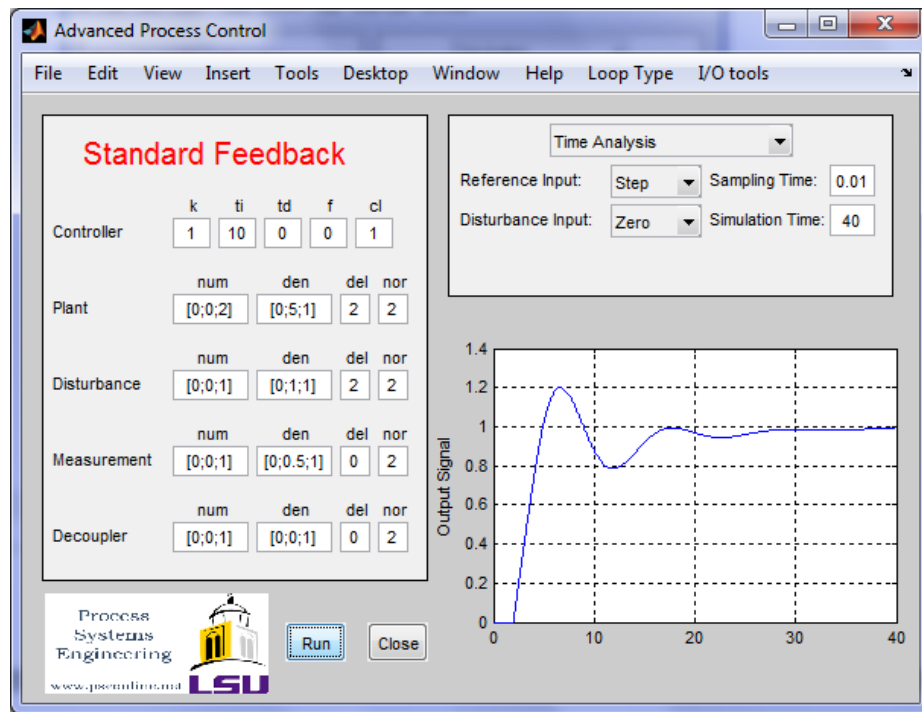 Advanced Process Control
File Edit View Insert Tools Desktop Window Help Loop Type I/O tools
Standard Feedback
k ti td f cl
Controller 1 10 0 0 1
num den del nor
Plant [0;0;2] [0;5;1] 2 2
num den del nor
Disturbance [0;0;1] [0;1;1] 2 2
num den del nor
Measurement [0;0;1] [0;0.5;1] 0 2
num den del nor
Decoupler [0;0;1] [0;0;1] 0 2
Time Analysis
Reference Input: Step Sampling Time: 0.01
Disturbance Input: Zero Simulation Time: 40
1.4
1.2
1
0.8
0.6
0.4
0.2
0
Output Signal
0 10 20 30 40
Process
Systems
Engineering
www.pseonline.net
LSU
Run Close